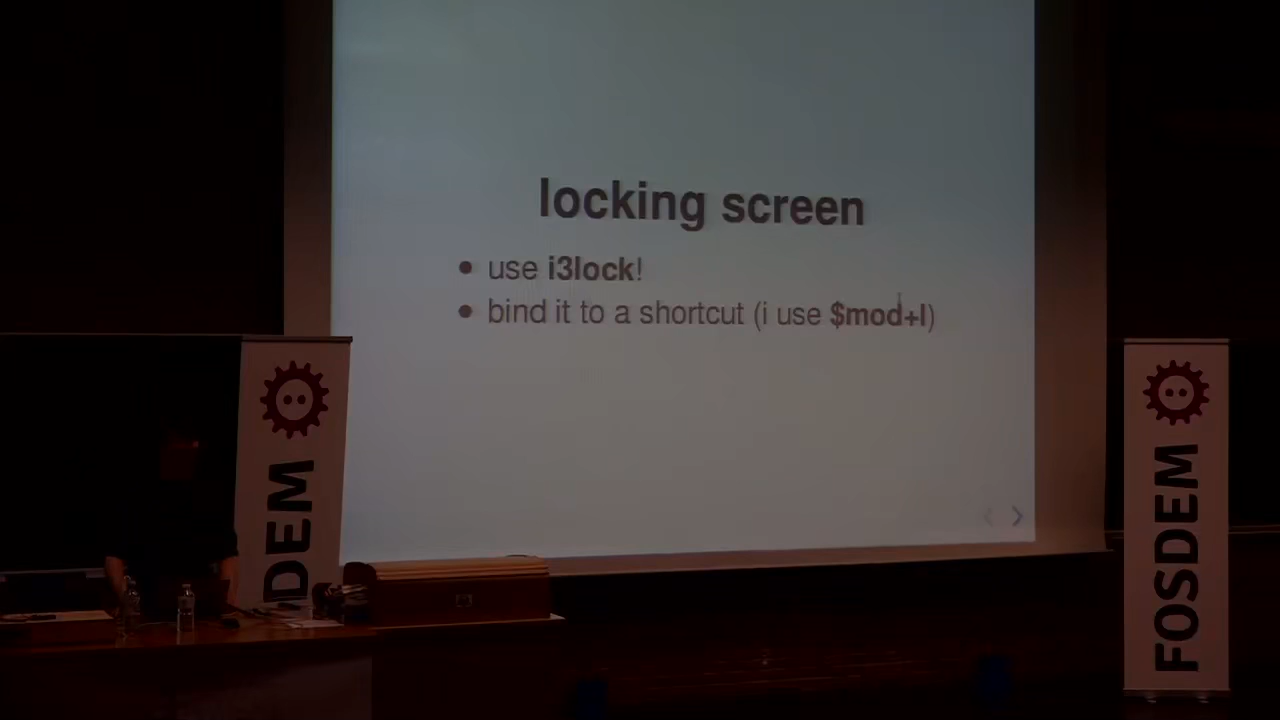 locking screen
use i3lock!
bind it to a shortcut (i use $mod+l)
DEM
FOSDEM